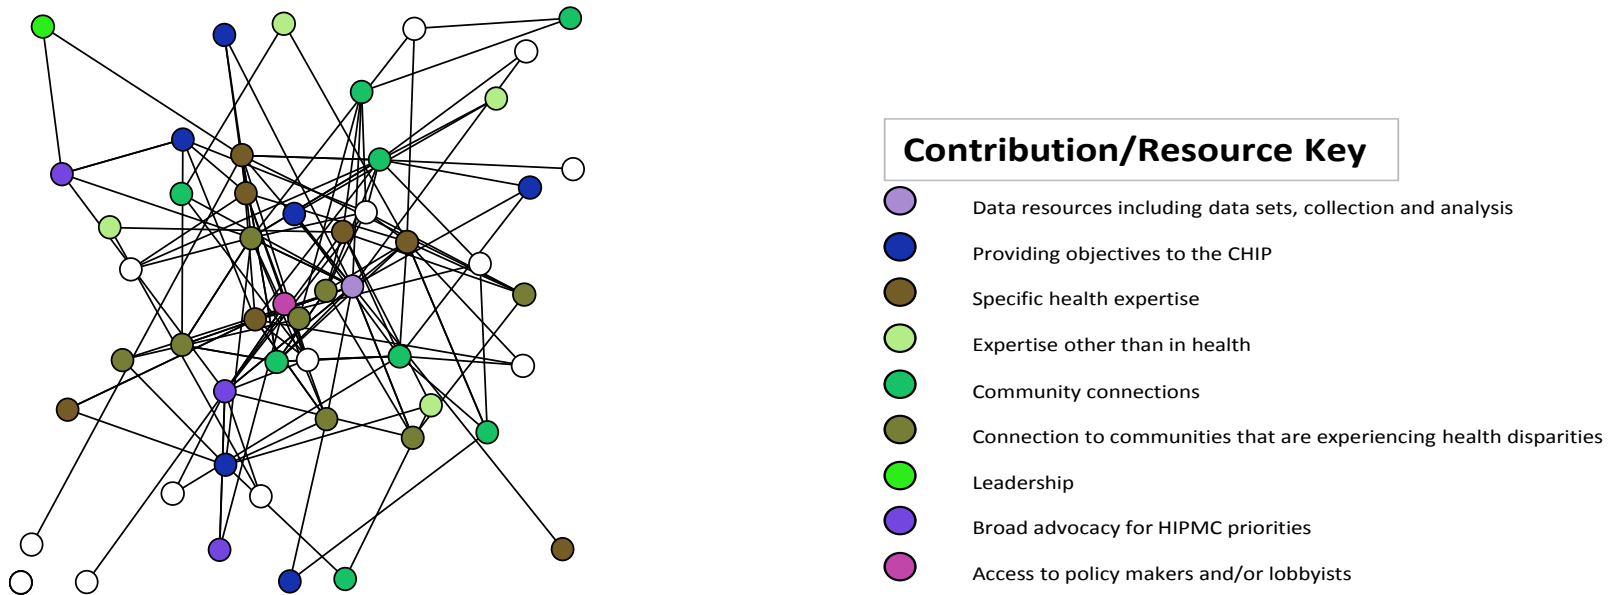 Contribution/Resource Key
Data resources including data sets, collection and analysis
Providing objectives to the CHIP
Specific health expertise
Expertise other than in health
Community connections
Connection to communities that are experiencing health disparities
Leadership
Broad advocacy for HIPMC priorities
Access to policy makers and/or lobbyists